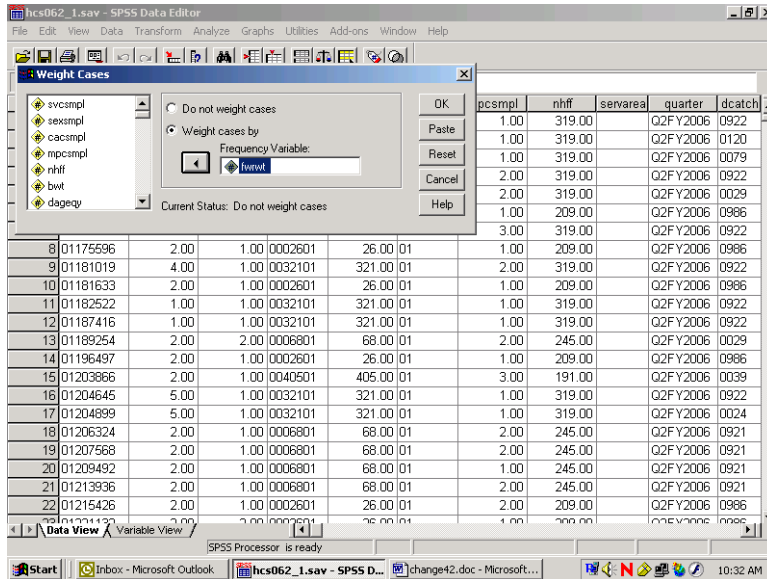 hcs062_1.sav - SPSS Data Editor
File Edit View Data Transform Analyze Graphs Utilities Add-ons Window Help
Weight Cases
svcsmpl
sexsmpl
cacsmpl
mpcsmpl
nhff
bwt
dageqy
Do not weight cases
Weight cases by
Frequency Variable:
fwrwt
Current Status: Do not weight cases
OK
Paste
Reset
Cancel
Help
pcsmpl nhff servarea quarter dcatch
1.00 319.00 Q2FY2006 0922
1.00 319.00 Q2FY2006 0120
1.00 319.00 Q2FY2006 0079
2.00 319.00 Q2FY2006 0922
2.00 319.00 Q2FY2006 0029
1.00 209.00 Q2FY2006 0986
3.00 319.00 Q2FY2006 0922
8 01175596 2.00 1.00 0002601 26.00 01 1.00 209.00 Q2FY2006 0986
9 01181019 4.00 1.00 0032101 321.00 01 2.00 319.00 Q2FY2006 0922
10 01181633 2.00 1.00 0002601 26.00 01 1.00 209.00 Q2FY2006 0986
11 01182522 1.00 1.00 0032101 321.00 01 1.00 319.00 Q2FY2006 0922
12 01187416 1.00 1.00 0032101 321.00 01 1.00 319.00 Q2FY2006 0922
13 01189254 2.00 2.00 0006801 68.00 01 2.00 245.00 Q2FY2006 0029
14 01196497 2.00 1.00 0002601 26.00 01 1.00 209.00 Q2FY2006 0986
15 01203866 2.00 1.00 0040501 405.00 01 3.00 191.00 Q2FY2006 0039
16 01204645 5.00 1.00 0032101 321.00 01 1.00 319.00 Q2FY2006 0922
17 01204899 5.00 1.00 0032101 321.00 01 1.00 319.00 Q2FY2006 0024
18 01206324 2.00 1.00 0006801 68.00 01 2.00 245.00 Q2FY2006 0921
19 01207568 2.00 1.00 0006801 68.00 01 2.00 245.00 Q2FY2006 0921
20 01209492 2.00 1.00 0006801 68.00 01 1.00 245.00 Q2FY2006 0921
21 01213936 2.00 1.00 0006801 68.00 01 2.00 245.00 Q2FY2006 0921
22 01215426 2.00 1.00 0002601 26.00 01 2.00 209.00 Q2FY2006 0986
Data View Variable View
SPSS Processor is ready
Start Inbox - Microsoft Outlook hcs062_1.sav - SPSS D... change42.doc - Microsoft... 10:32 AM